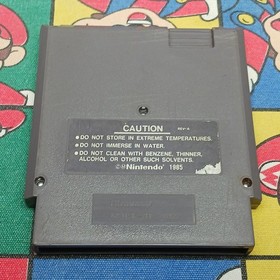 CAUTION REV-A
● DO NOT STORE IN EXTREME TEMPERATURES.
● DO NOT IMMERSE IN WATER.
● DO NOT CLEAN WITH BENZENE, THINNER,
ALCOHOL OR OTHER SUCH SOLVENTS.
©Nintendo 1985